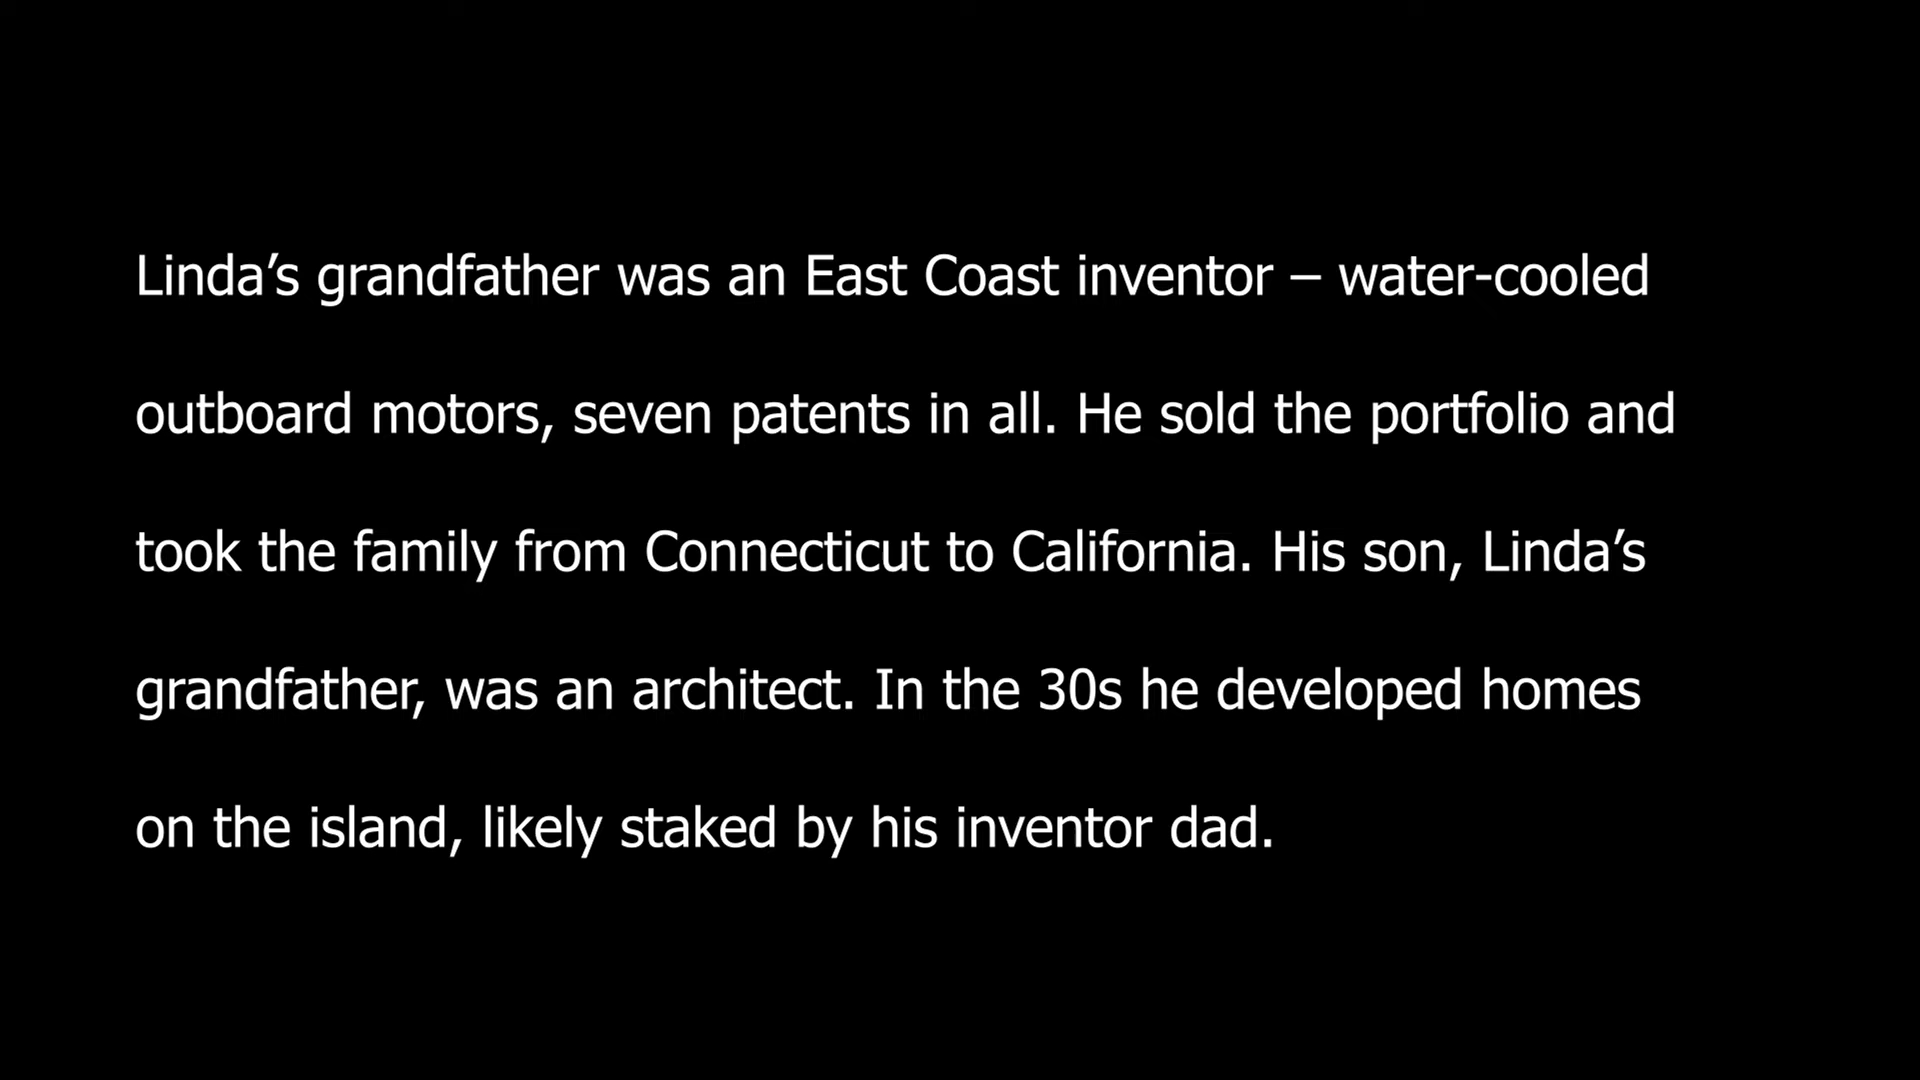 Linda’s grandfather was an East Coast inventor – water-cooled
outboard motors, seven patents in all. He sold the portfolio and
took the family from Connecticut to California. His son, Linda’s
grandfather, was an architect. In the 30s he developed homes
on the island, likely staked by his inventor dad.